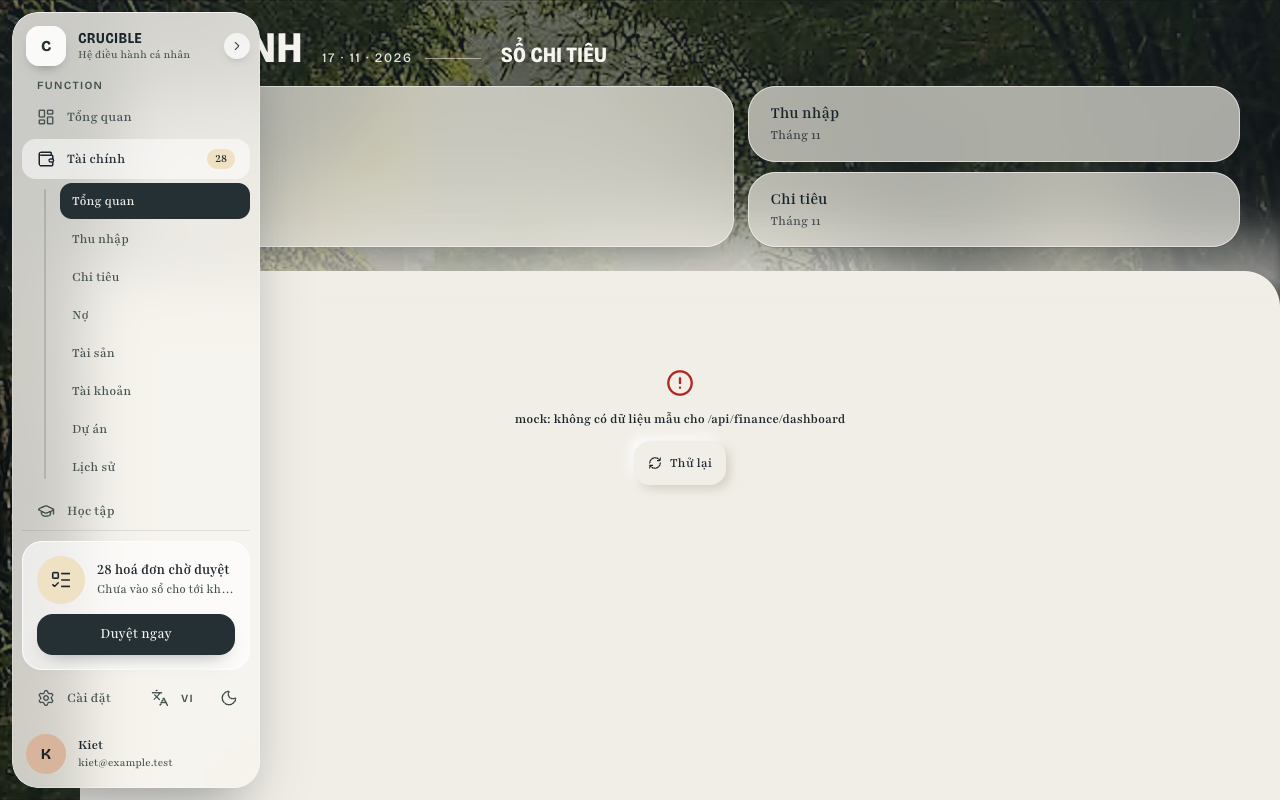 C
CRUCIBLE
Hệ điều hành cá nhân
NH
17 · 11 · 2026
SỔ CHI TIÊU
FUNCTION
Tổng quan
Tài chính
28
Tổng quan
Thu nhập
Chi tiêu
Nợ
Tài sản
Tài khoản
Dự án
Lịch sử
Học tập
28 hoá đơn chờ duyệt
Chưa vào sổ cho tới kh...
Duyệt ngay
Cài đặt
VI
K
Kiet
kiet@example.test
Thu nhập
Tháng 11
Chi tiêu
Tháng 11
mock: không có dữ liệu mẫu cho /api/finance/dashboard
Thử lại